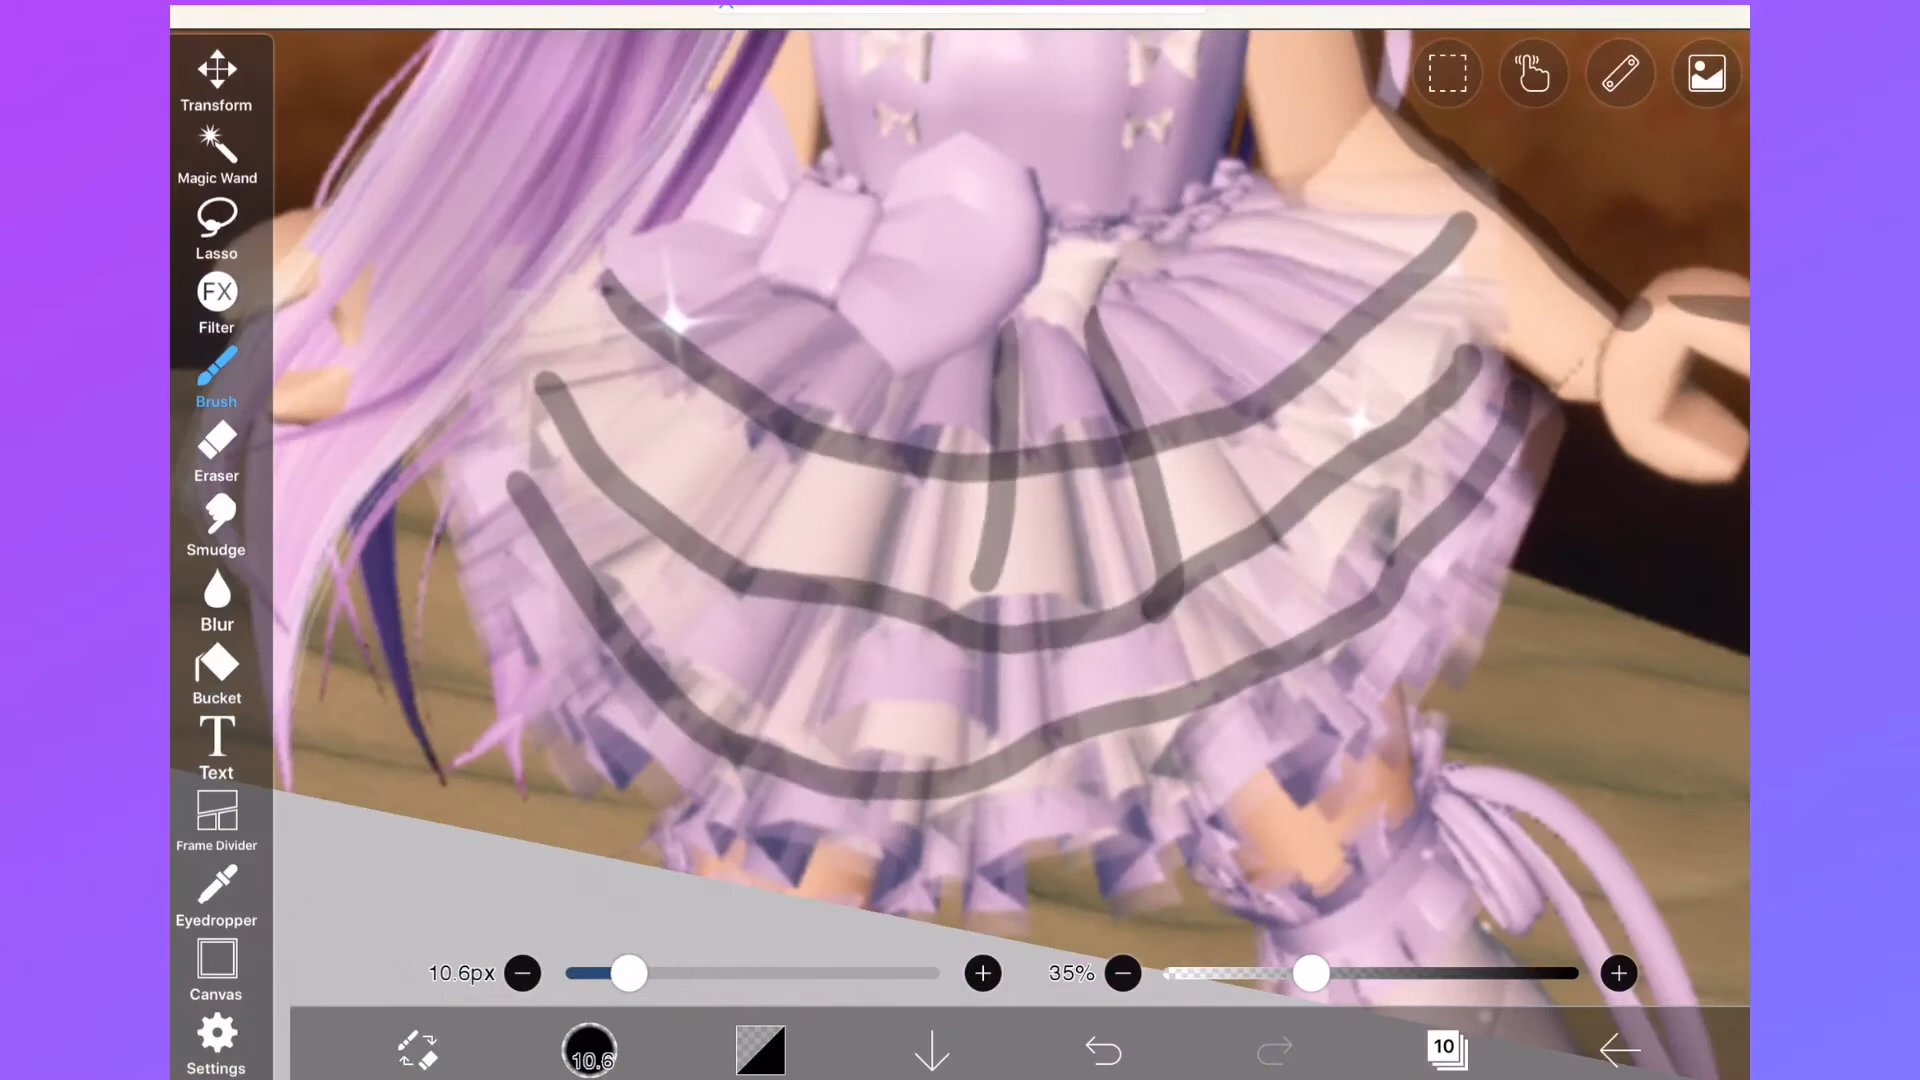 Transform
Magic Wand
Lasso
FX
Filter
Brush
Eraser
Smudge
Blur
Bucket
T
Text
Frame Divider
Eyedropper
Canvas
Settings
10.6px
35%
10.6
10